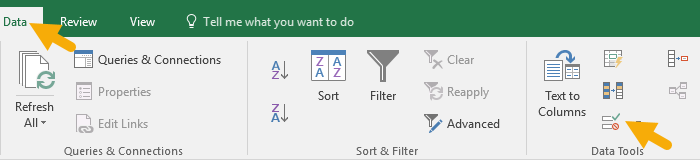 Data Review View Tell me what you want to do
Refresh All
Queries & Connections
Properties
Edit Links
Queries & Connections
A
Z
Z
A
Z A
A Z
Sort
Filter
Clear
Reapply
Advanced
Sort & Filter
Text to
Columns
Data Tools